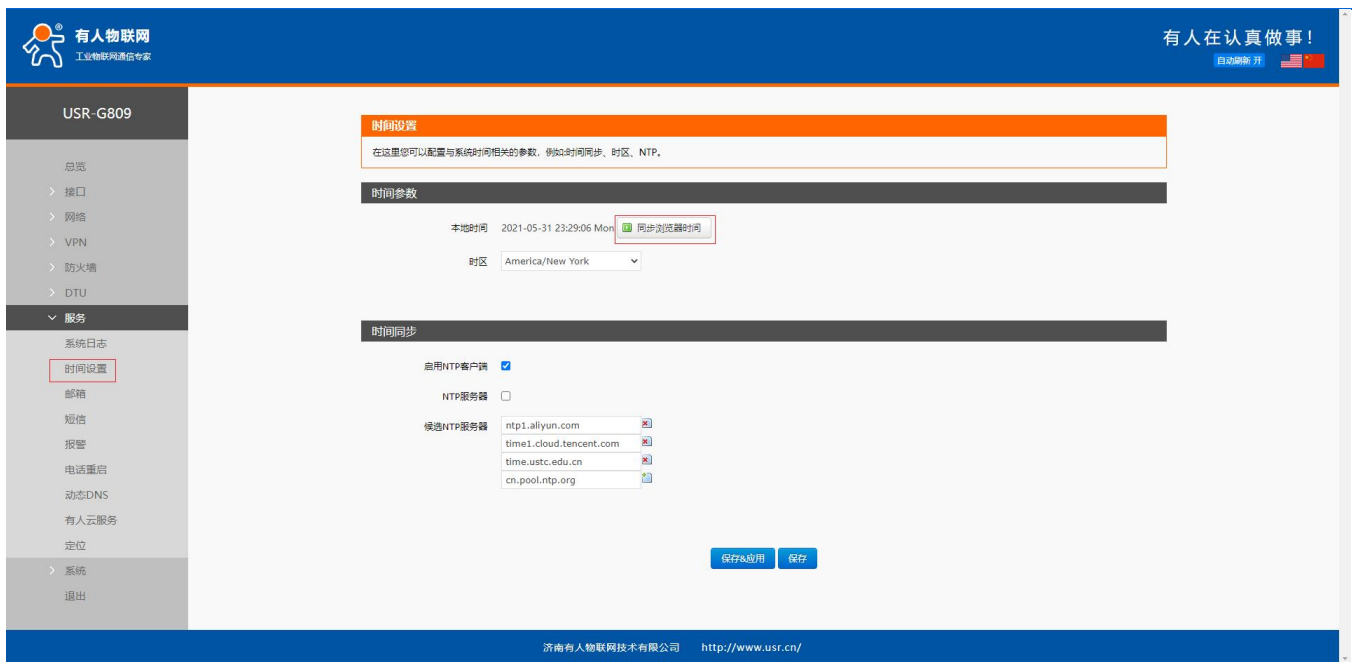 有人物联网
工业物联网通信专家
有人在认真做事！
自动刷新 开
USR-G809
总览
接口
网络
VPN
防火墙
DTU
服务
系统日志
时间设置
邮箱
短信
报警
电话重启
动态DNS
有人云服务
定位
系统
退出
时间设置
在这里您可以配置与系统时间相关的参数，例如:时间同步、时区、NTP。
时间参数
本地时间 2021-05-31 23:29:06 Mon 同步浏览器时间
时区 America/New York
时间同步
启用NTP客户端
NTP服务器
候选NTP服务器 ntp1.aliyun.com
time1.cloud.tencent.com
time.ustc.edu.cn
cn.pool.ntp.org
保存&应用 保存
济南有人物联网技术有限公司 http://www.usr.cn/